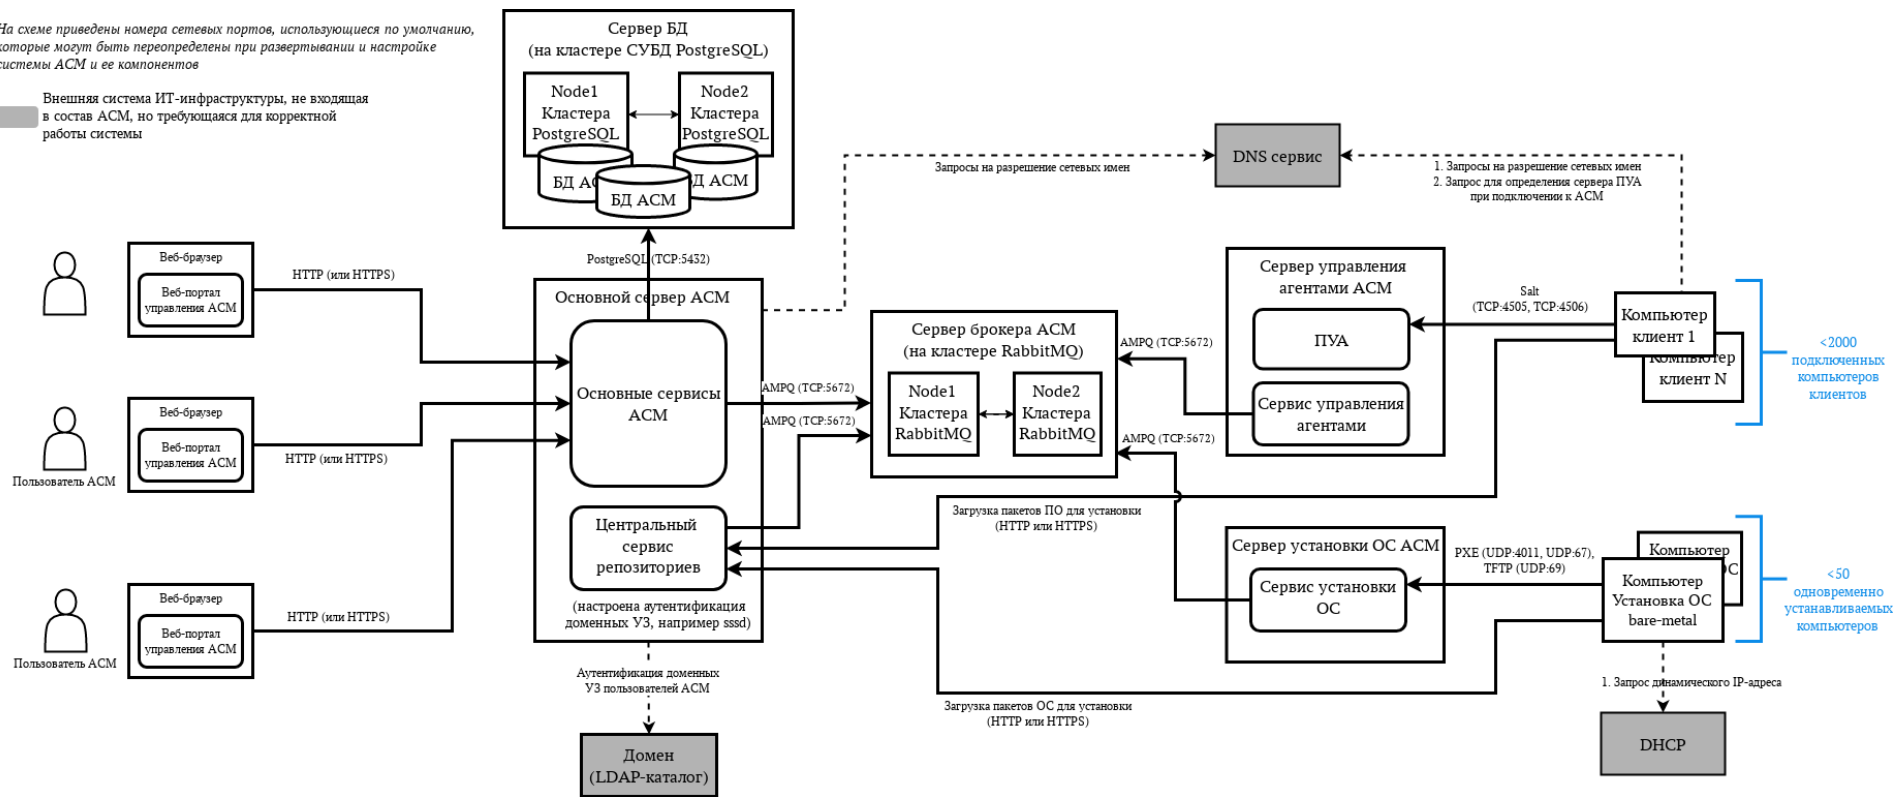 На схеме приведены номера сетевых портов, использующиеся по умолчанию,
которые могут быть переопределены при развертывании и настройке
системы АСМ и ее компонентов
Внешняя система ИТ-инфраструктуры, не входящая
в состав АСМ, но требующаяся для корректной
работы системы
Сервер БД
(на кластере СУБД PostgreSQL)
Node1
Кластера
PostgreSQL
Node2
Кластера
PostgreSQL
БД АСМ
БД АСМ
PostgreSQL (TCP:5432)
Запросы на разрешение сетевых имен
DNS сервис
1. Запросы на разрешение сетевых имен
2. Запрос для определения сервера ПУА
при подключении к АСМ
Веб-браузер
Веб-портал
управления АСМ
HTTP (или HTTPS)
Веб-браузер
Веб-портал
управления АСМ
HTTP (или HTTPS)
Пользователь АСМ
Веб-браузер
Веб-портал
управления АСМ
HTTP (или HTTPS)
Пользователь АСМ
Основной сервер АСМ
Основные сервисы
АСМ
Центральный
сервис
репозиториев
(настроена аутентификация
доменных УЗ, например sssd)
Аутентификация доменных
УЗ пользователей АСМ
Домен
(LDAP-каталог)
AMPQ (TCP:5672)
AMPQ (TCP:5672)
Сервер брокера АСМ
(на кластере RabbitMQ)
Node1
Кластера
RabbitMQ
Node2
Кластера
RabbitMQ
AMPQ (TCP:5672)
AMPQ (TCP:5672)
Сервер управления
агентами АСМ
ПУА
Сервис управления
агентами
Salt
(TCP:4505, TCP:4506)
Компьютер
клиент 1
Компьютер
клиент N
<2000
подключенных
компьютеров
клиентов
Загрузка пакетов ПО для установки
(HTTP или HTTPS)
Сервер установки ОС АСМ
Сервис установки
ОС
PXE (UDP:4011, UDP:67),
TFTP (UDP:69)
Компьютер
Компьютер
Установка ОС
bare-metal
<50
одновременно
устанавливаемых
компьютеров
Загрузка пакетов ОС для установки
(HTTP или HTTPS)
1. Запрос динамического IP-адреса
DHCP